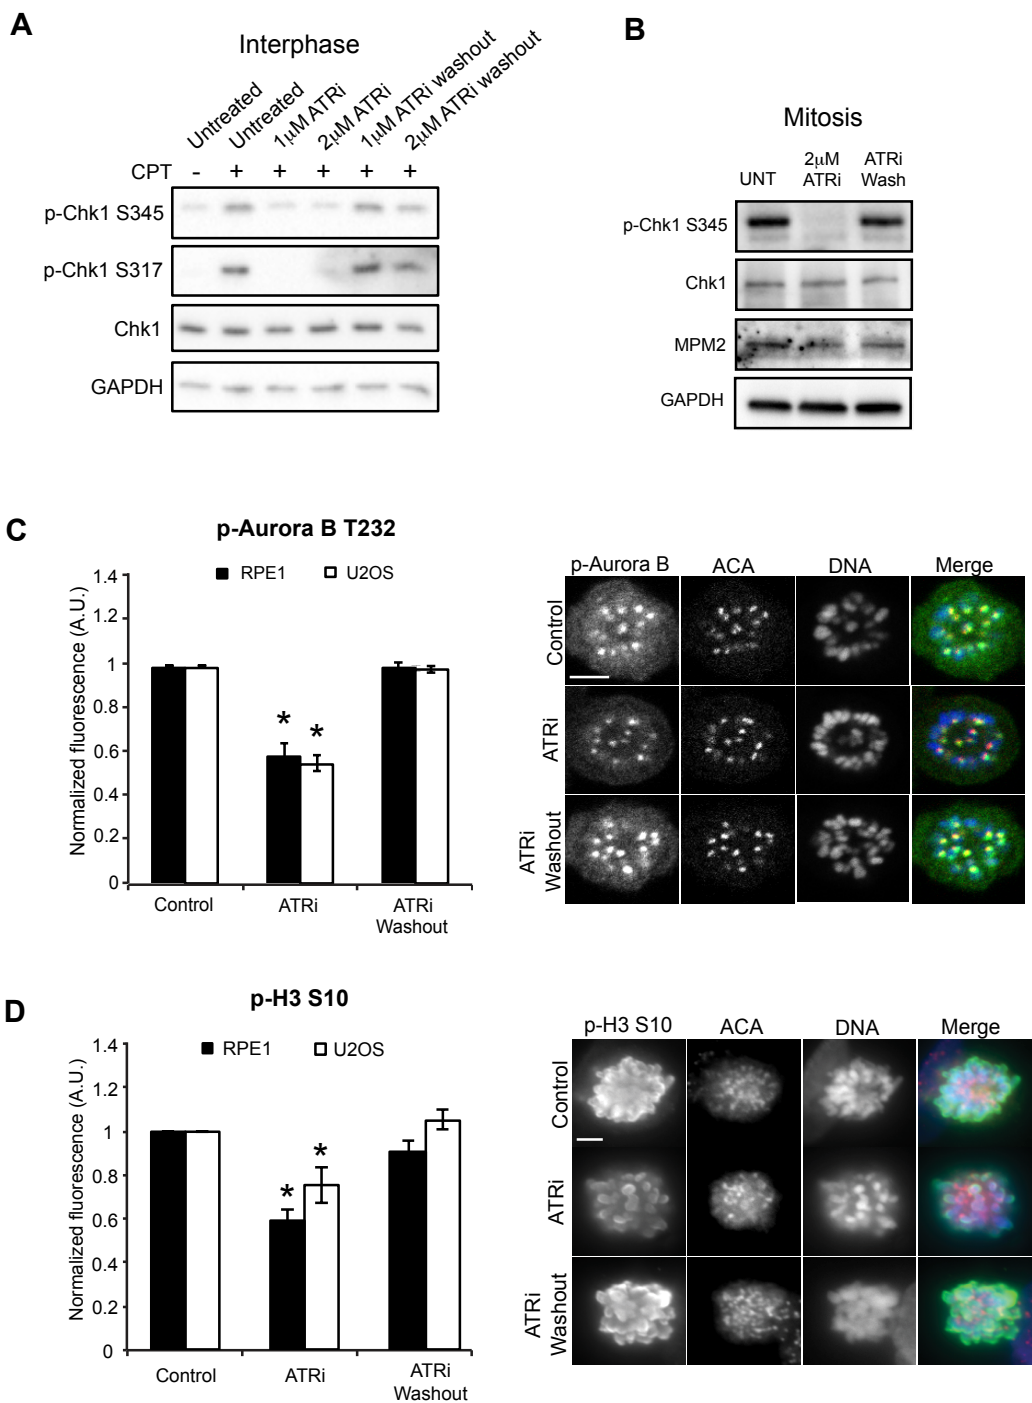 A
Interphase
Untreated
Untreated
1μM ATRi
2μM ATRi
1μM ATRi washout
2μM ATRi washout
CPT - + + + + +
p-Chk1 S345
p-Chk1 S317
Chk1
GAPDH
B
Mitosis
UNT 2μM ATRi ATRi Wash
p-Chk1 S345
Chk1
MPM2
GAPDH
C
p-Aurora B T232
RPE1 U2OS
Normalized fluorescence (A.U.)
1.4
1.2
1
0.8
0.6
0.4
0.2
0
* *
Control ATRi ATRi
Washout
p-Aurora B ACA DNA Merge
Control
ATRi
ATRi
Washout
D
p-H3 S10
RPE1 U2OS
Normalized fluorescence (A.U.)
1.4
1.2
1
0.8
0.6
0.4
0.2
0
* *
Control ATRi ATRi
Washout
p-H3 S10 ACA DNA Merge
Control
ATRi
ATRi
Washout